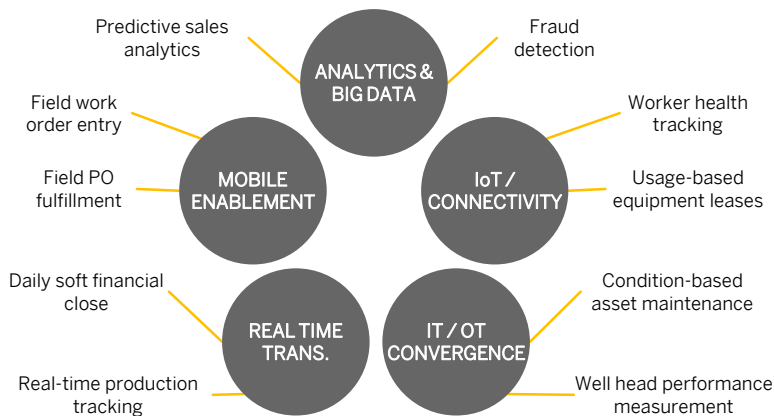 Predictive sales
analytics
Fraud
detection
ANALYTICS &
BIG DATA
Field work
order entry
Worker health
tracking
Field PO
fulfillment
MOBILE
ENABLEMENT
IoT /
CONNECTIVITY
Usage-based
equipment leases
Daily soft financial
close
Condition-based
asset maintenance
REAL TIME
TRANS.
IT / OT
CONVERGENCE
Real-time production
tracking
Well head performance
measurement